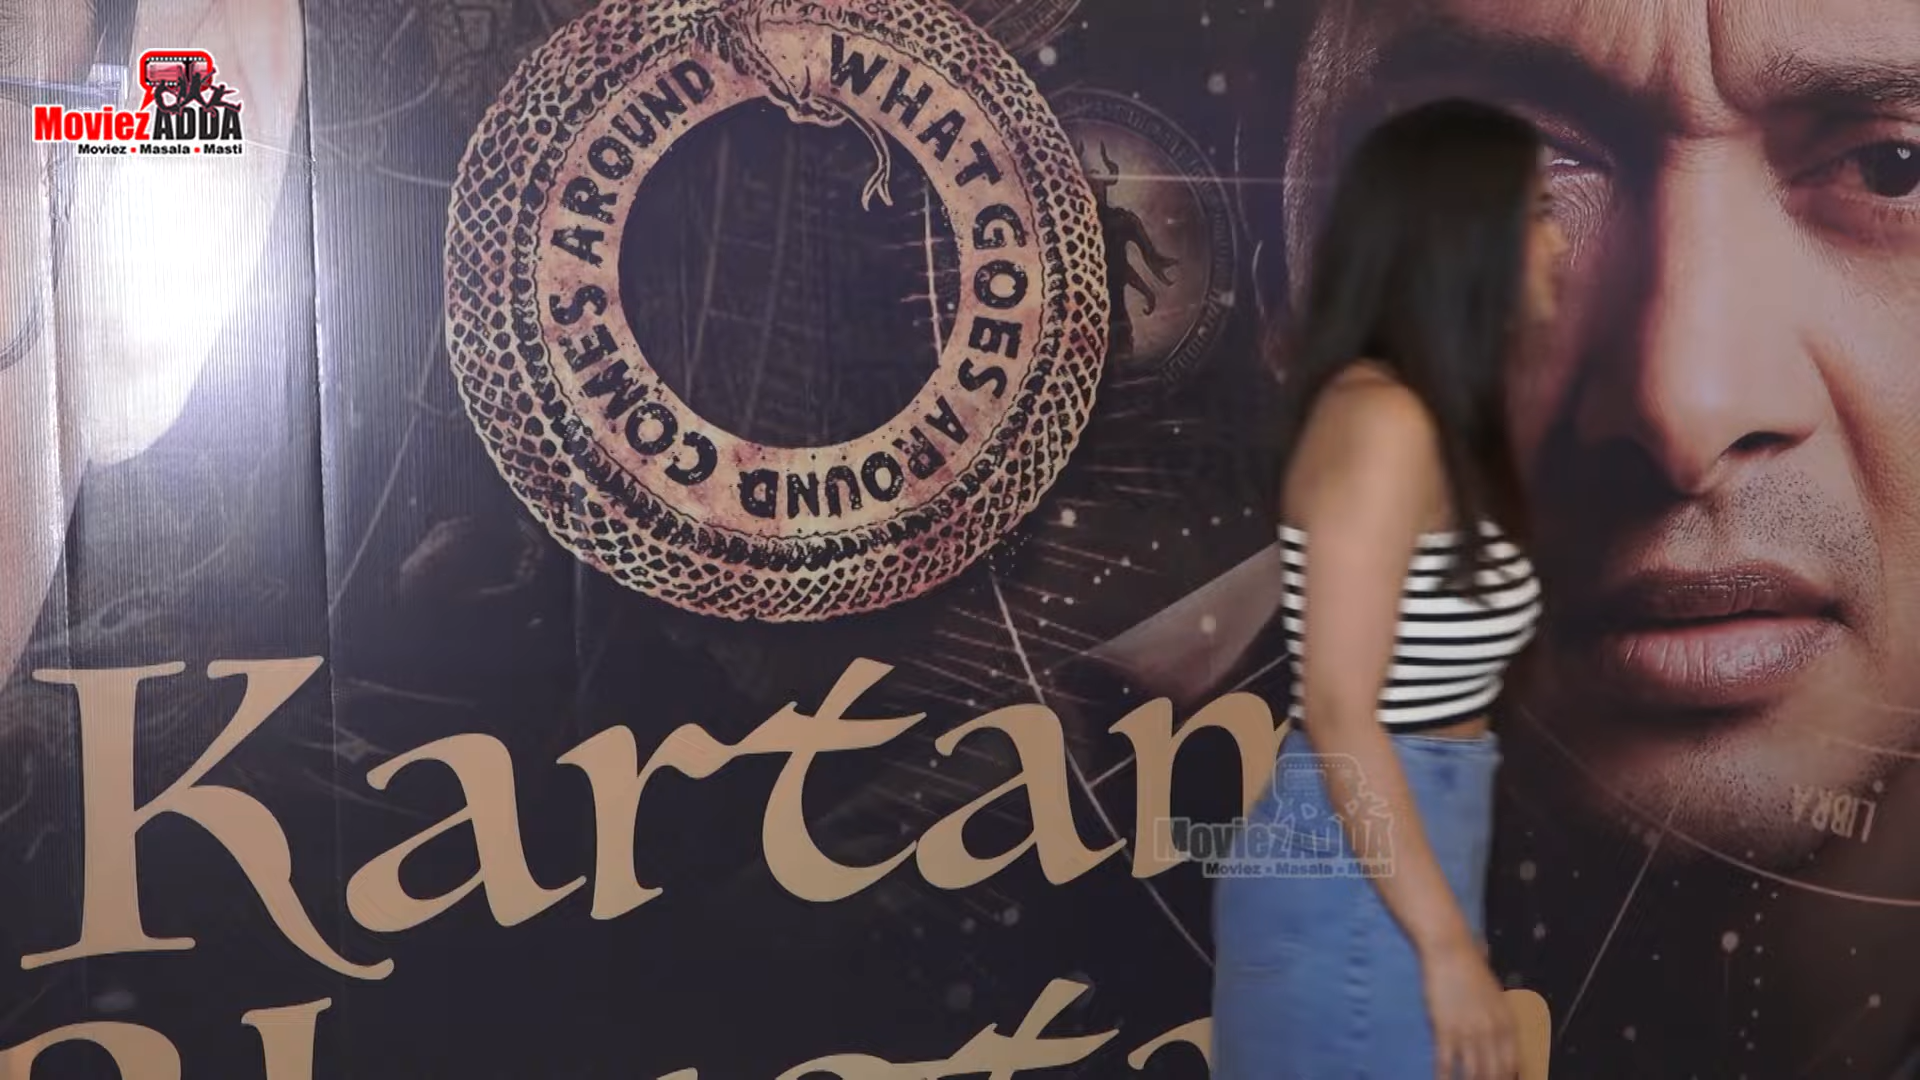 MoviezADDA
Moviez • Masala • Masti
WHAT GOES AROUND COMES AROUND
Kartam
MoviezADDA
Moviez • Masala • Masti
LIBRA